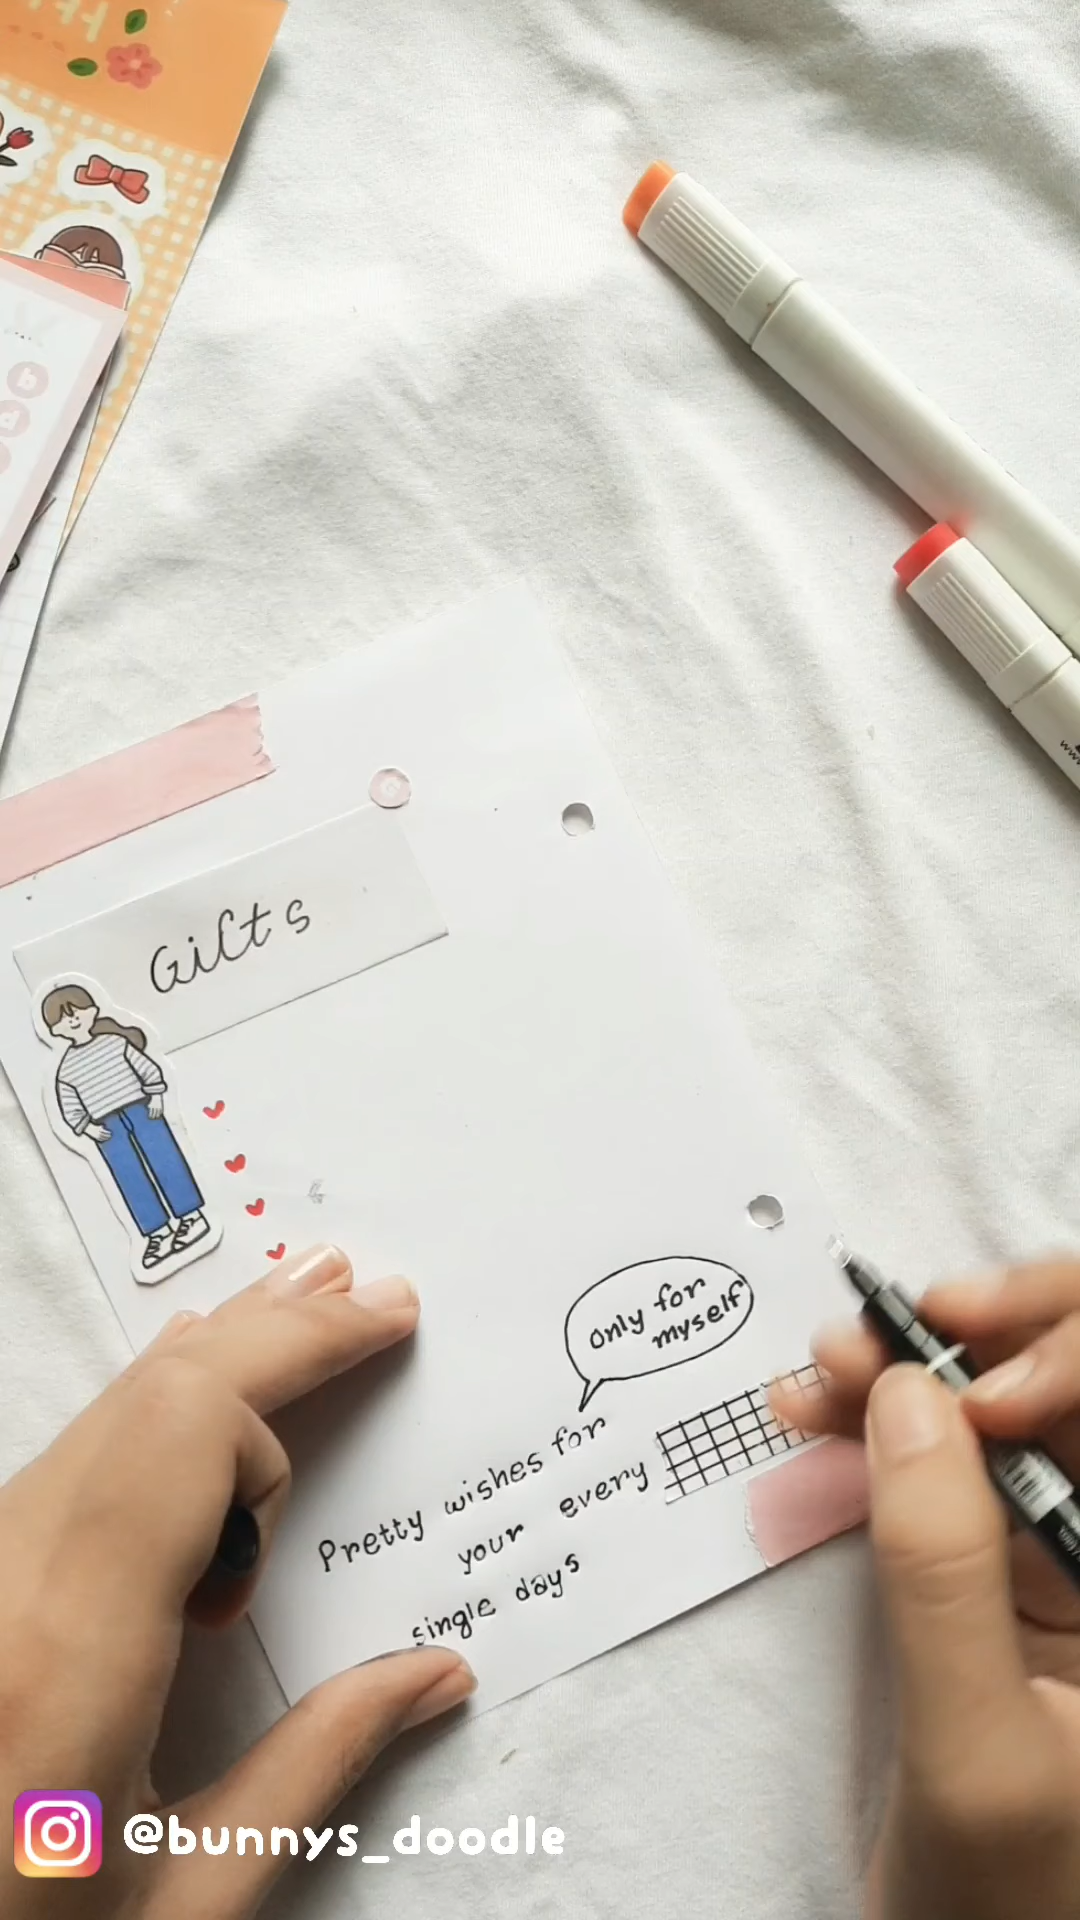 Gifts
only for
myself
Pretty wishes for
your every
single days
@bunnys_doodle